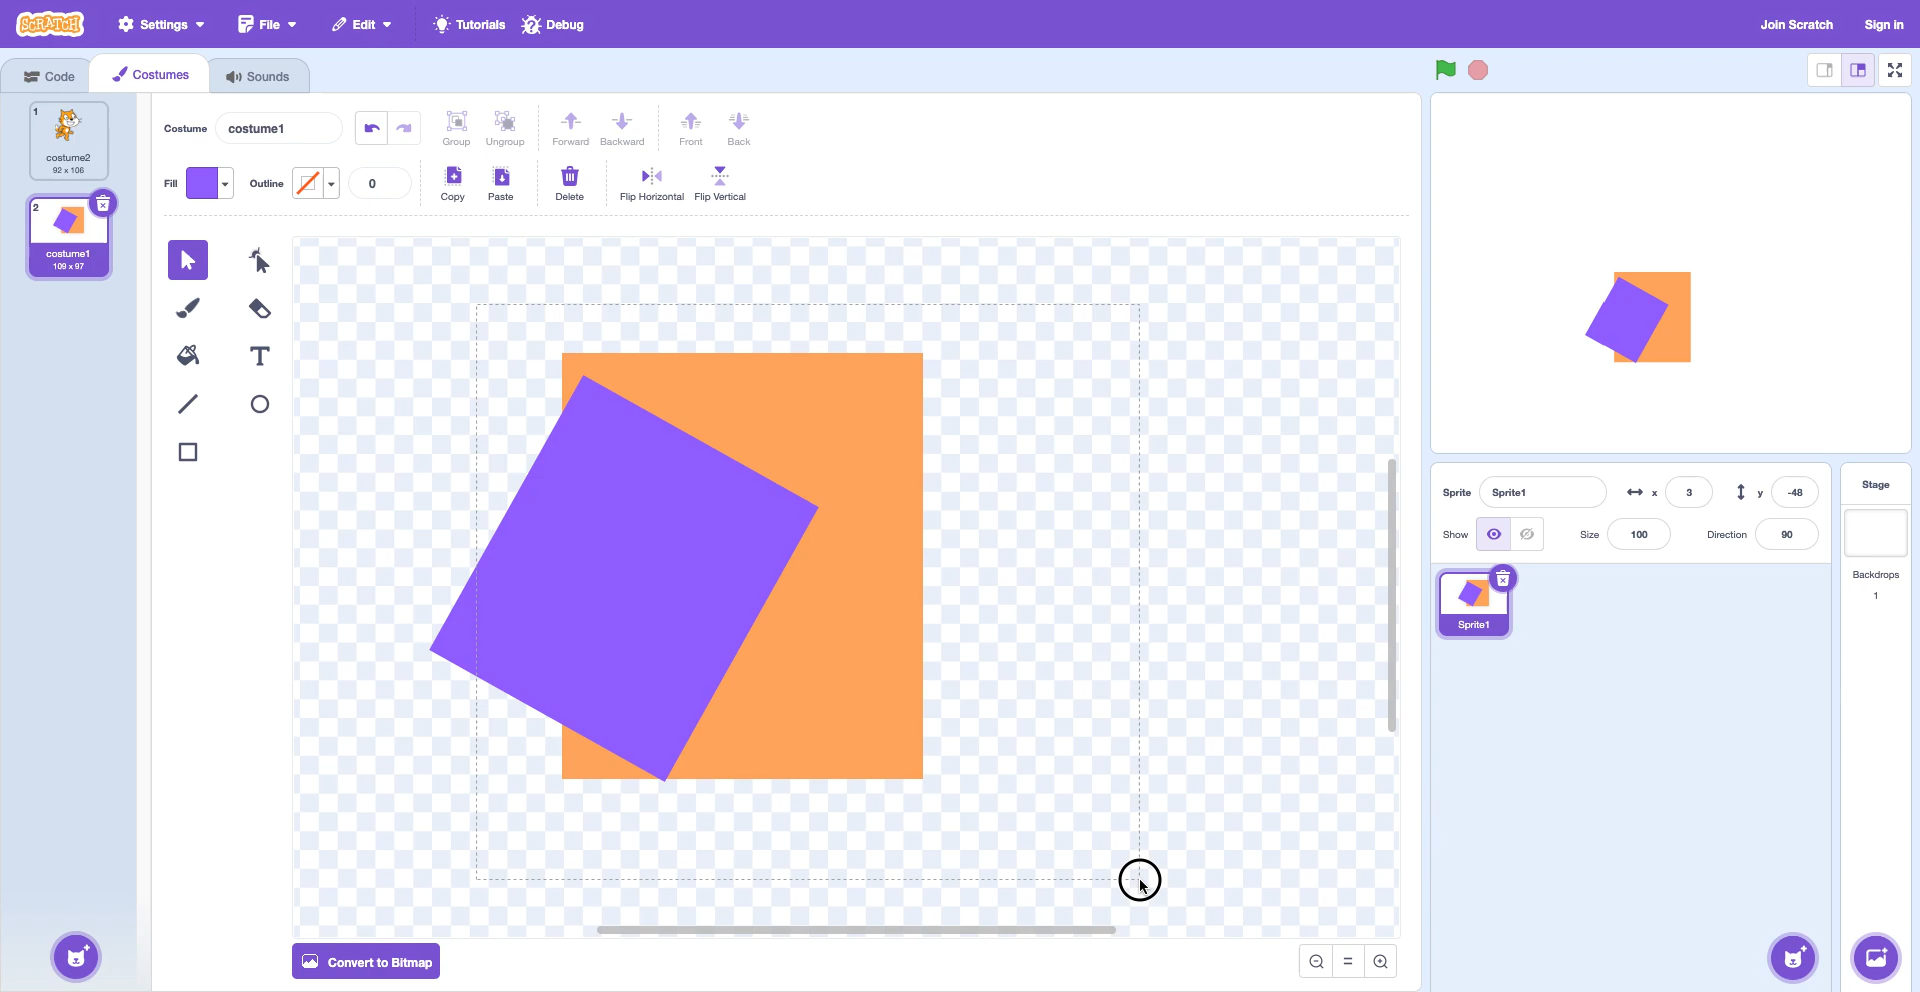 SCRATCH Settings File Edit Tutorials Debug Join Scratch Sign in
Code Costumes Sounds
1
costume2
92 x 106
2
costume1
109 x 97
Costume costume1 Group Ungroup Forward Backward Front Back
Fill Outline 0 Copy Paste Delete Flip Horizontal Flip Vertical
T
Convert to Bitmap
=
Sprite Sprite1 x 3 y -48
Show Size 100 Direction 90
Sprite1
Stage
Backdrops
1